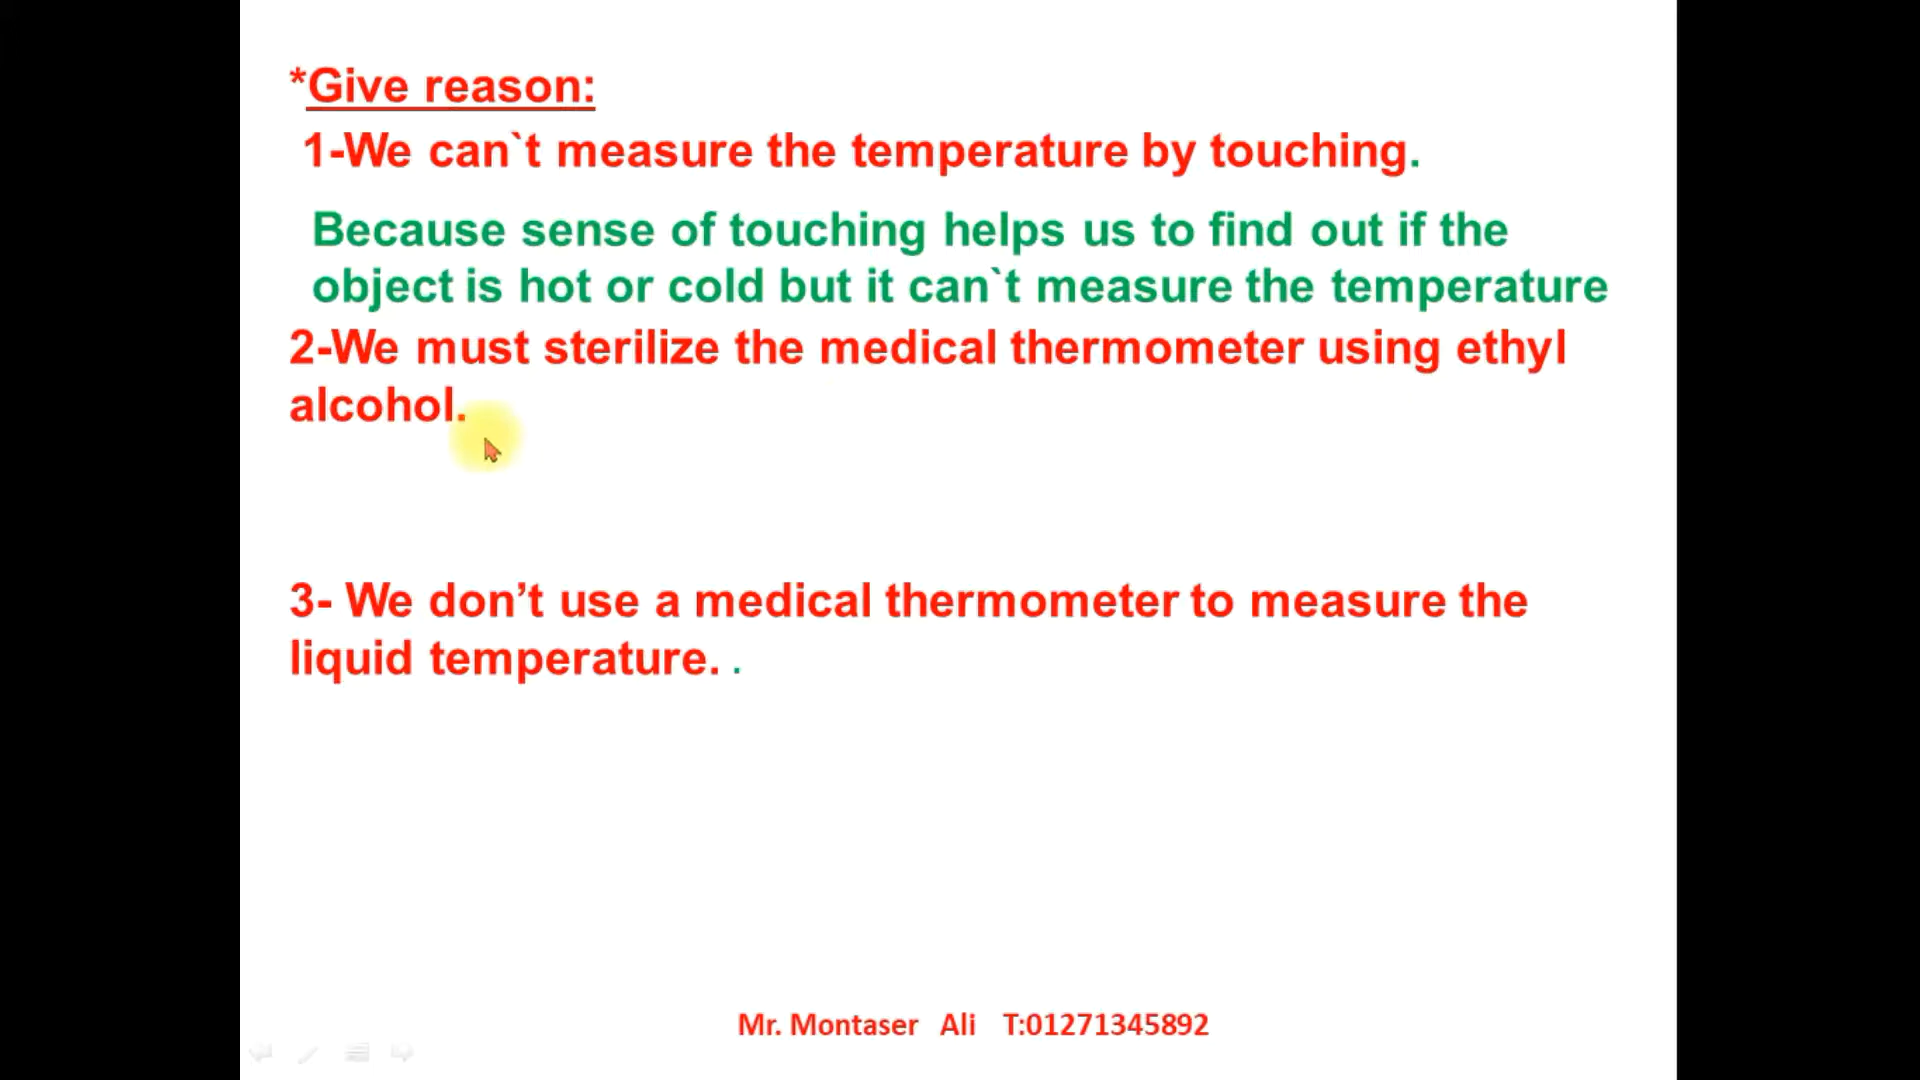 *Give reason:
1-We can`t measure the temperature by touching.
Because sense of touching helps us to find out if the
object is hot or cold but it can`t measure the temperature
2-We must sterilize the medical thermometer using ethyl
alcohol.
3- We don’t use a medical thermometer to measure the
liquid temperature. .
Mr. Montaser Ali T:01271345892